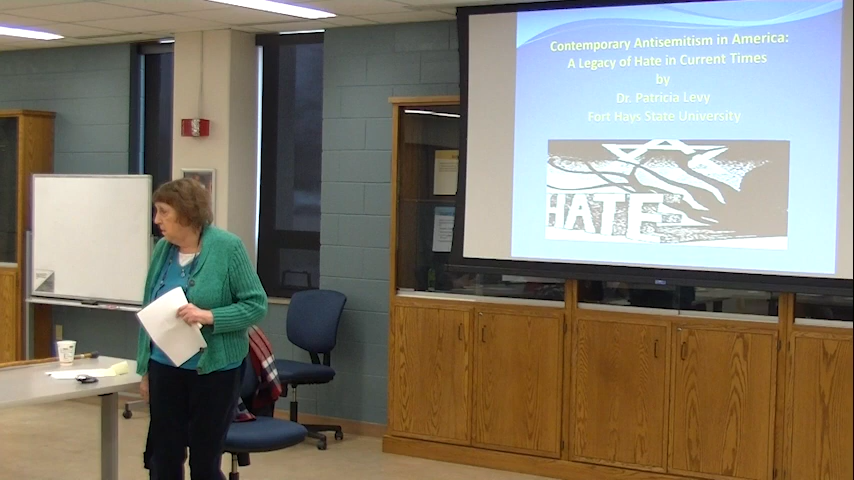 Contemporary Antisemitism in America:
A Legacy of Hate in Current Times
by
Dr. Patricia Levy
Fort Hays State University
HATE